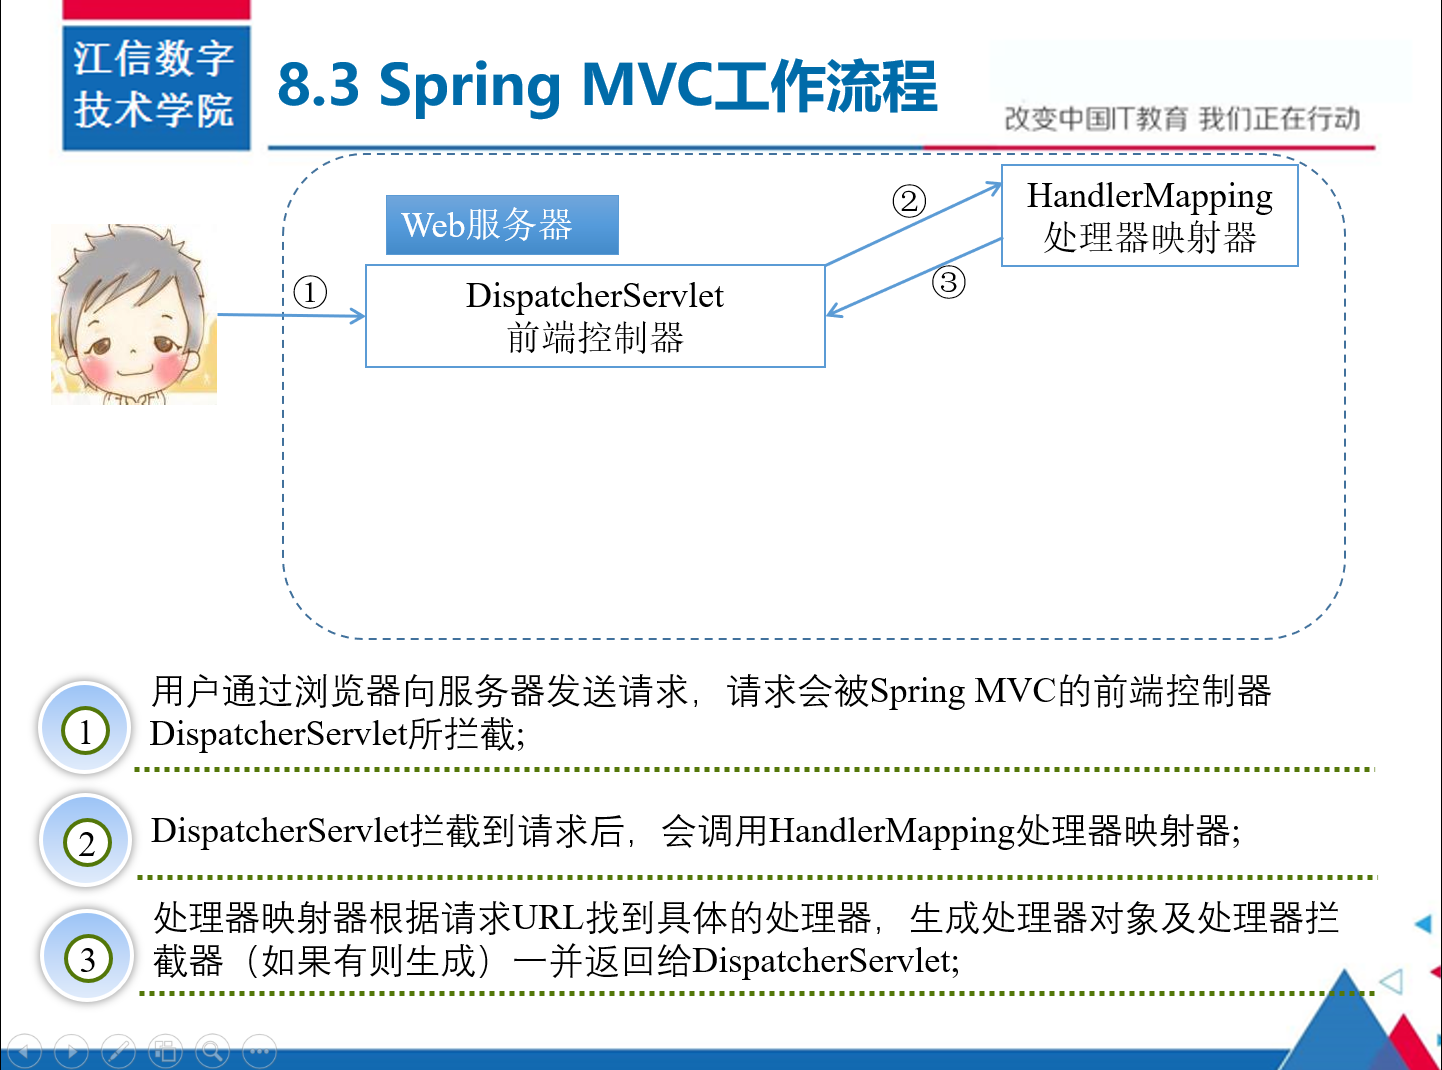 江信数字
技术学院
8.3 Spring MVC工作流程
改变中国IT教育 我们正在行动
Web服务器
②
HandlerMapping
处理器映射器
①
③
DispatcherServlet
前端控制器
1
用户通过浏览器向服务器发送请求，请求会被Spring MVC的前端控制器
DispatcherServlet所拦截;
2
DispatcherServlet拦截到请求后，会调用HandlerMapping处理器映射器;
3
处理器映射器根据请求URL找到具体的处理器，生成处理器对象及处理器拦
截器（如果有则生成）一并返回给DispatcherServlet;